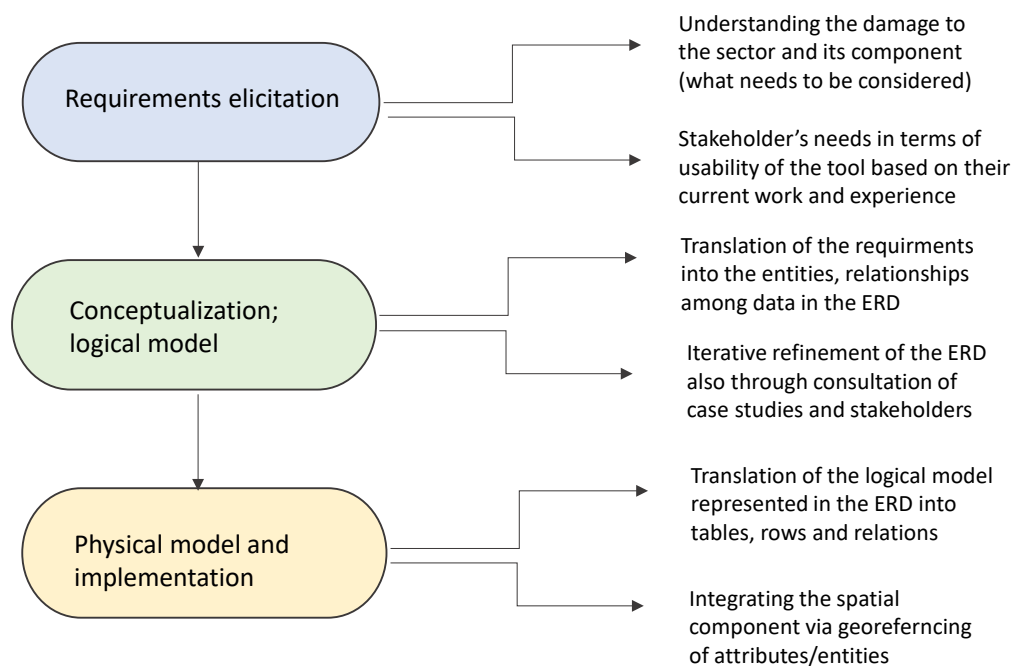 Requirements elicitation
Understanding the damage to
the sector and its component
(what needs to be considered)
Stakeholder’s needs in terms of
usability of the tool based on their
current work and experience
Conceptualization;
logical model
Translation of the requirments
into the entities, relationships
among data in the ERD
Iterative refinement of the ERD
also through consultation of
case studies and stakeholders
Physical model and
implementation
Translation of the logical model
represented in the ERD into
tables, rows and relations
Integrating the spatial
component via georeferncing
of attributes/entities